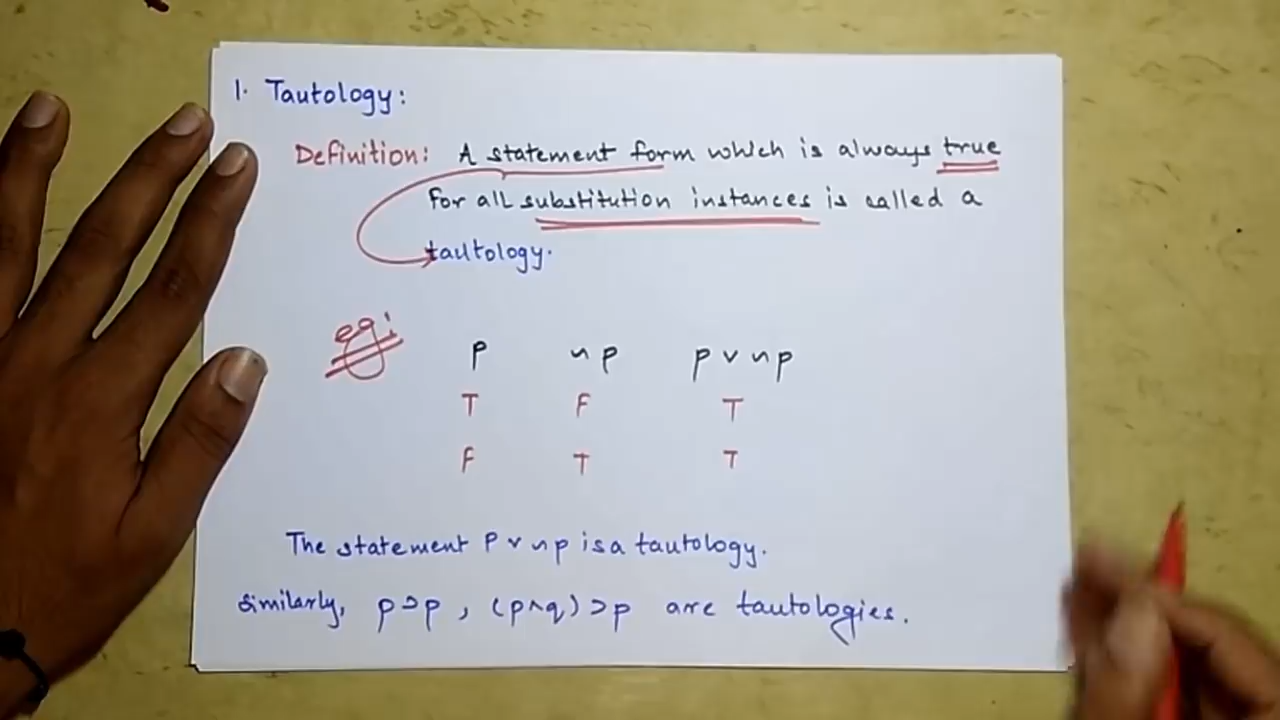 1. Tautology:
Definition: A statement form which is always true
for all substitution instances is called a
tautology.
eg:
p ~p p v ~p
T F T
F T T
The statement P v ~p is a tautology.
Similarly, p ⊃ p, (p ^ q) ⊃ p are tautologies.